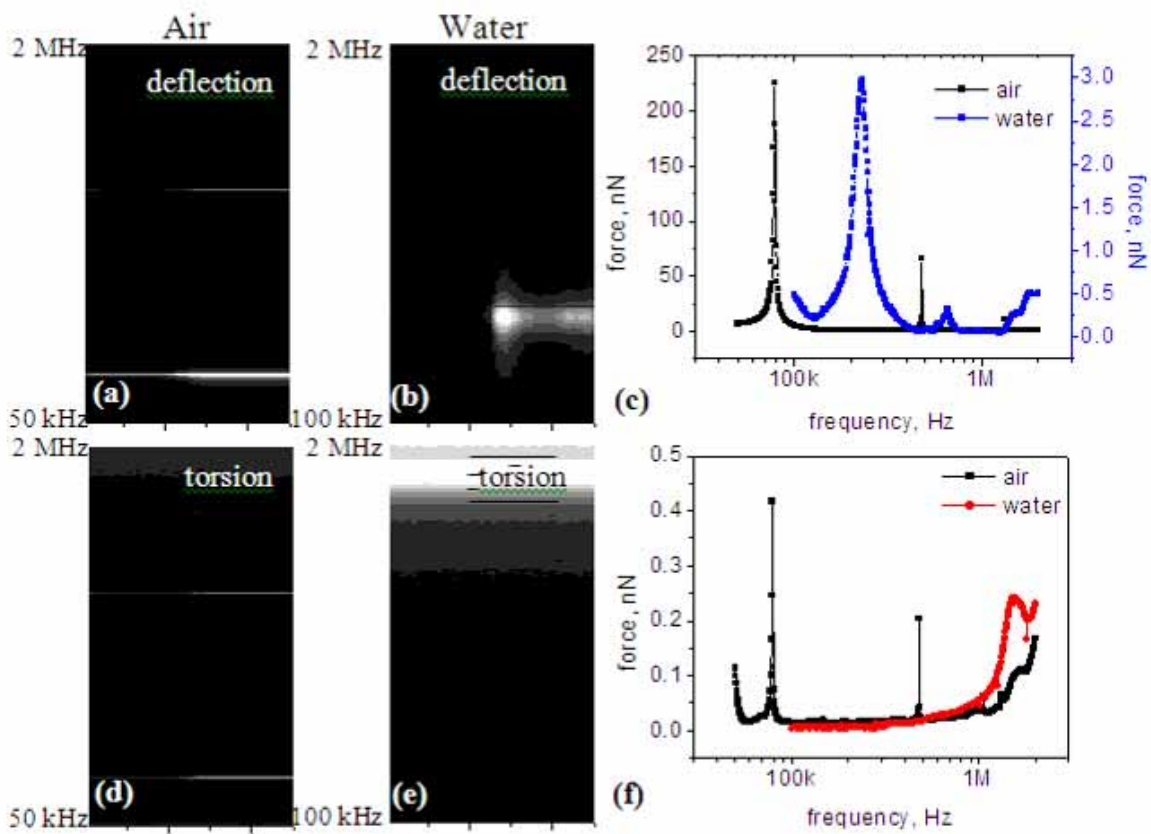 Air
Water
2 MHz
deflection
(a)
50 kHz
2 MHz
deflection
(b)
100 kHz
250
200
150
100
50
0
force, nN
air
water
3.0
2.5
2.0
1.5
1.0
0.5
0.0
force, nN
100k
1M
(c)
frequency, Hz
2 MHz
torsion
(d)
50 kHz
2 MHz
torsion
(e)
100 kHz
0.5
0.4
0.3
0.2
0.1
0.0
force, nN
air
water
100k
1M
(f)
frequency, Hz